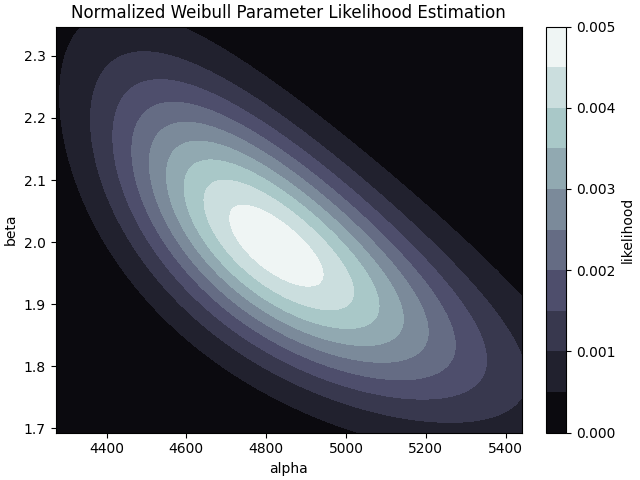 Normalized Weibull Parameter Likelihood Estimation
2.3
2.2
2.1
2.0
1.9
1.8
1.7
beta
4400 4600 4800 5000 5200 5400
alpha
0.005
0.004
0.003
0.002
0.001
0.000
likelihood